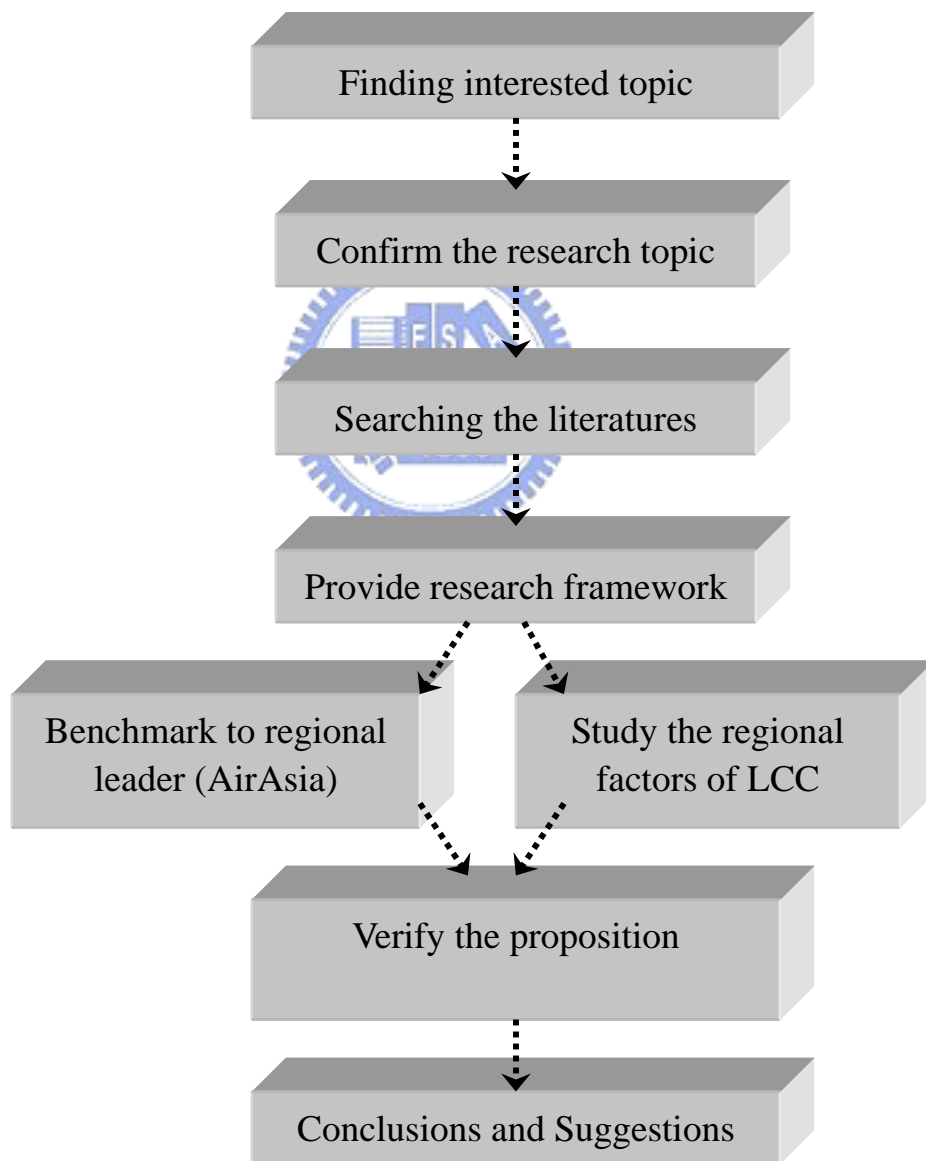 Finding interested topic
Confirm the research topic
ES
Searching the literatures
Provide research framework
Benchmark to regional
leader (AirAsia)
Study the regional
factors of LCC
Verify the proposition
Conclusions and Suggestions